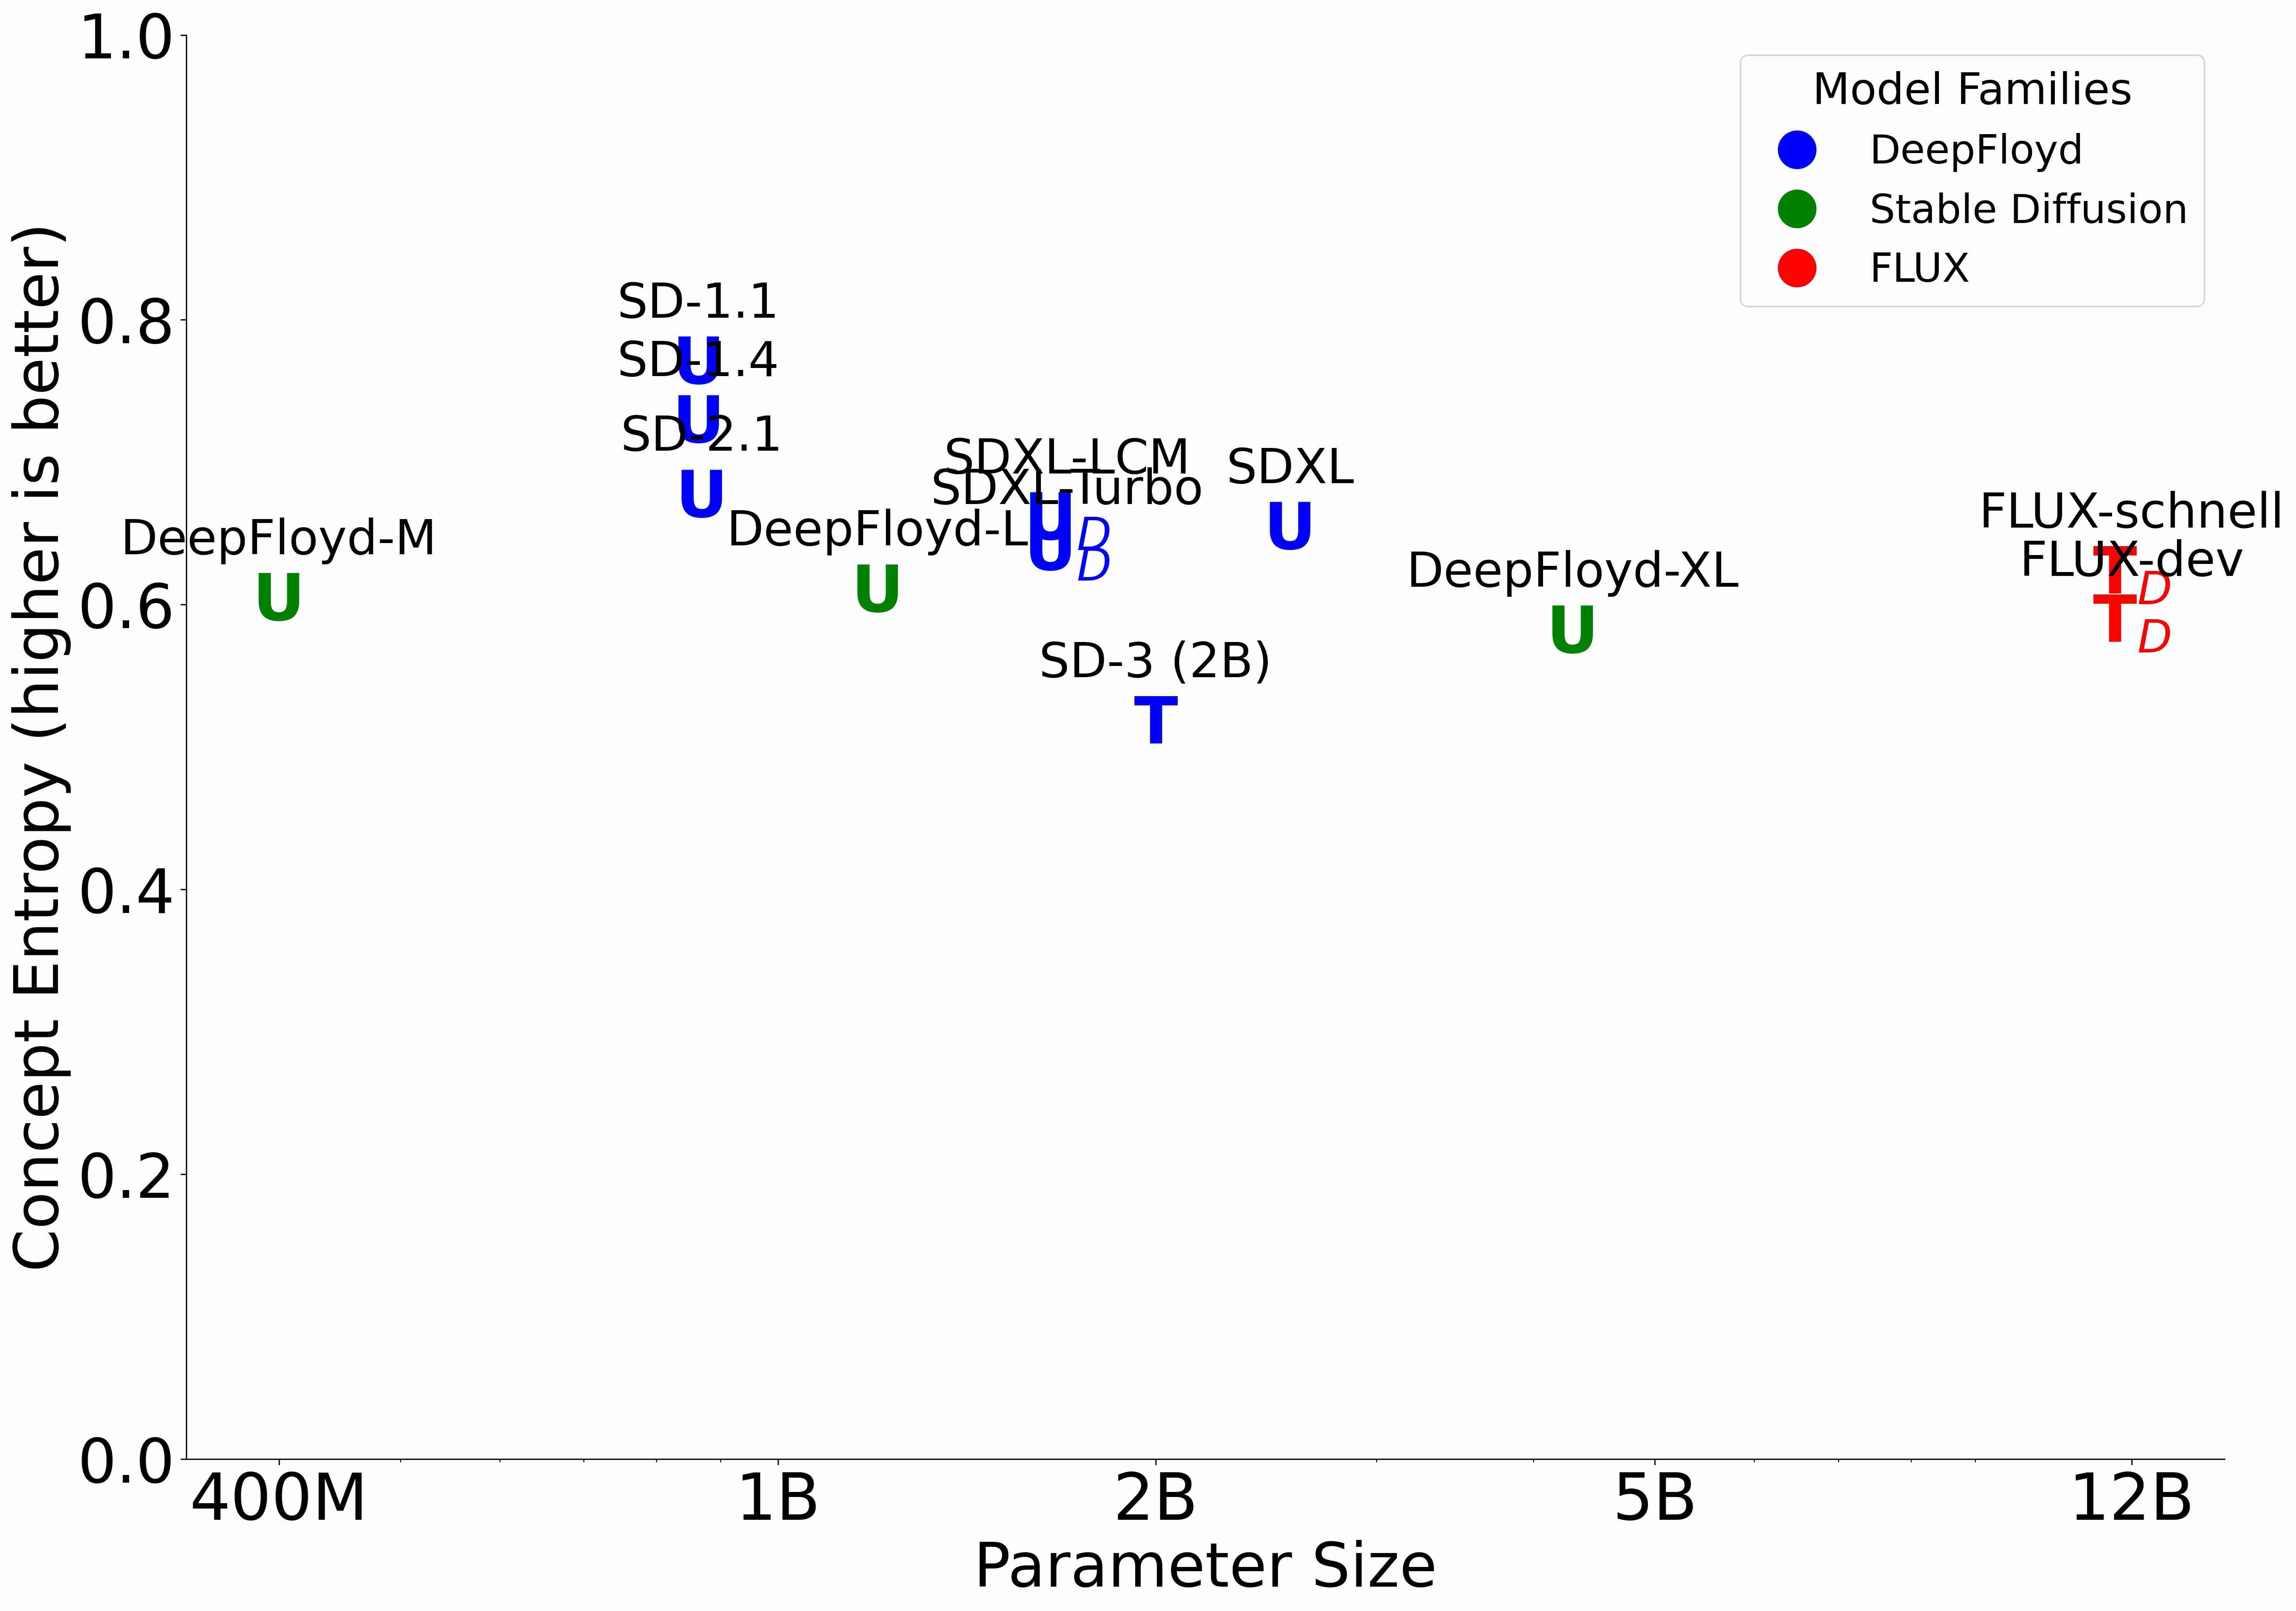 Concept Entropy (higher is better)
1.0
0.8
0.6
0.4
0.2
0.0
Model Families
DeepFloyd
Stable Diffusion
FLUX
SD-1.1
U
SD-1.4
U
SD-2.1
U
SDXL-LCM
U D
SDXL-Turbo
U D
SDXL
U
DeepFloyd-M
U
DeepFloyd-L
U
DeepFloyd-XL
U
FLUX-schnell
T D
FLUX-dev
T D
SD-3 (2B)
T
400M 1B 2B 5B 12B
Parameter Size